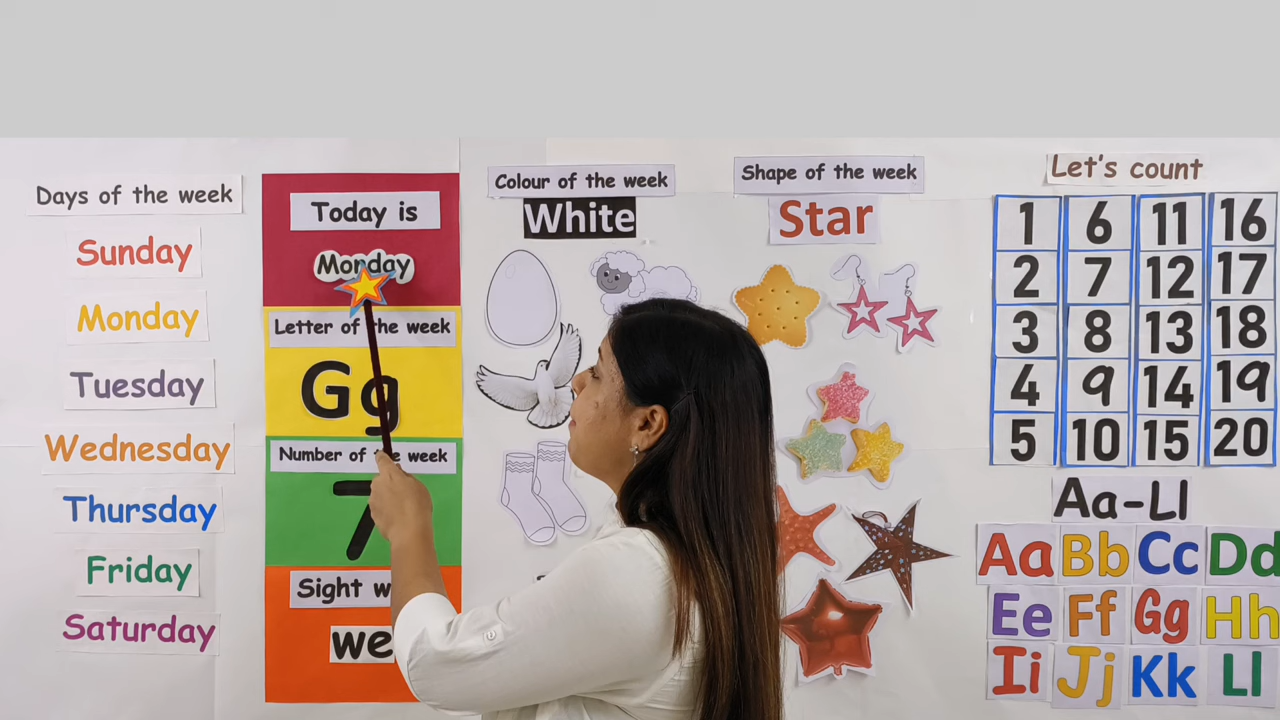 Days of the week
Sunday
Monday
Tuesday
Wednesday
Thursday
Friday
Saturday
Today is
Monday
Letter of the week
Gg
Number of the week
7
Sight
we
Colour of the week
White
Shape of the week
Star
Let's count
1 6 11 16
2 7 12 17
3 8 13 18
4 9 14 19
5 10 15 20
Aa-Ll
Aa Bb Cc Dd
Ee Ff Gg Hh
Ii Jj Kk Ll